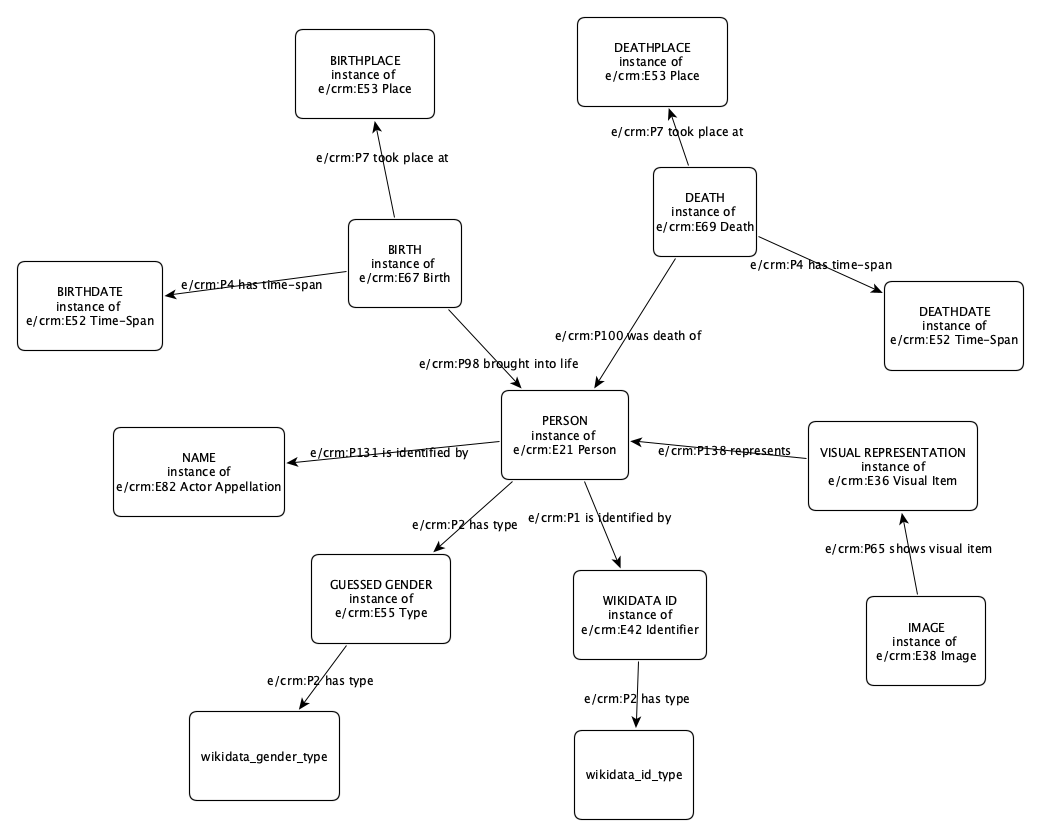 DEATHPLACE
instance of
e/crm:E53 Place
BIRTHPLACE
instance of
e/crm:E53 Place
e/crm:P7 took place at
e/crm:P7 took place at
DEATH
instance of
e/crm:E69 Death
BIRTH
instance of
e/crm:E67 Birth
e/crm:P4 has time-span
e/crm:P4 has time-span
BIRTHDATE
instance of
e/crm:E52 Time-Span
DEATHDATE
instance of
e/crm:E52 Time-Span
e/crm:P100 was death of
e/crm:P98 brought into life
PERSON
instance of
e/crm:E21 Person
e/crm:P131 is identified by
e/crm:P138 represents
NAME
instance of
e/crm:E82 Actor Appellation
VISUAL REPRESENTATION
instance of
e/crm:E36 Visual Item
e/crm:P2 has type
e/crm:P1 is identified by
e/crm:P65 shows visual item
GUESSED GENDER
instance of
e/crm:E55 Type
WIKIDATA ID
instance of
e/crm:E42 Identifier
IMAGE
instance of
e/crm:E38 Image
e/crm:P2 has type
e/crm:P2 has type
wikidata_gender_type
wikidata_id_type